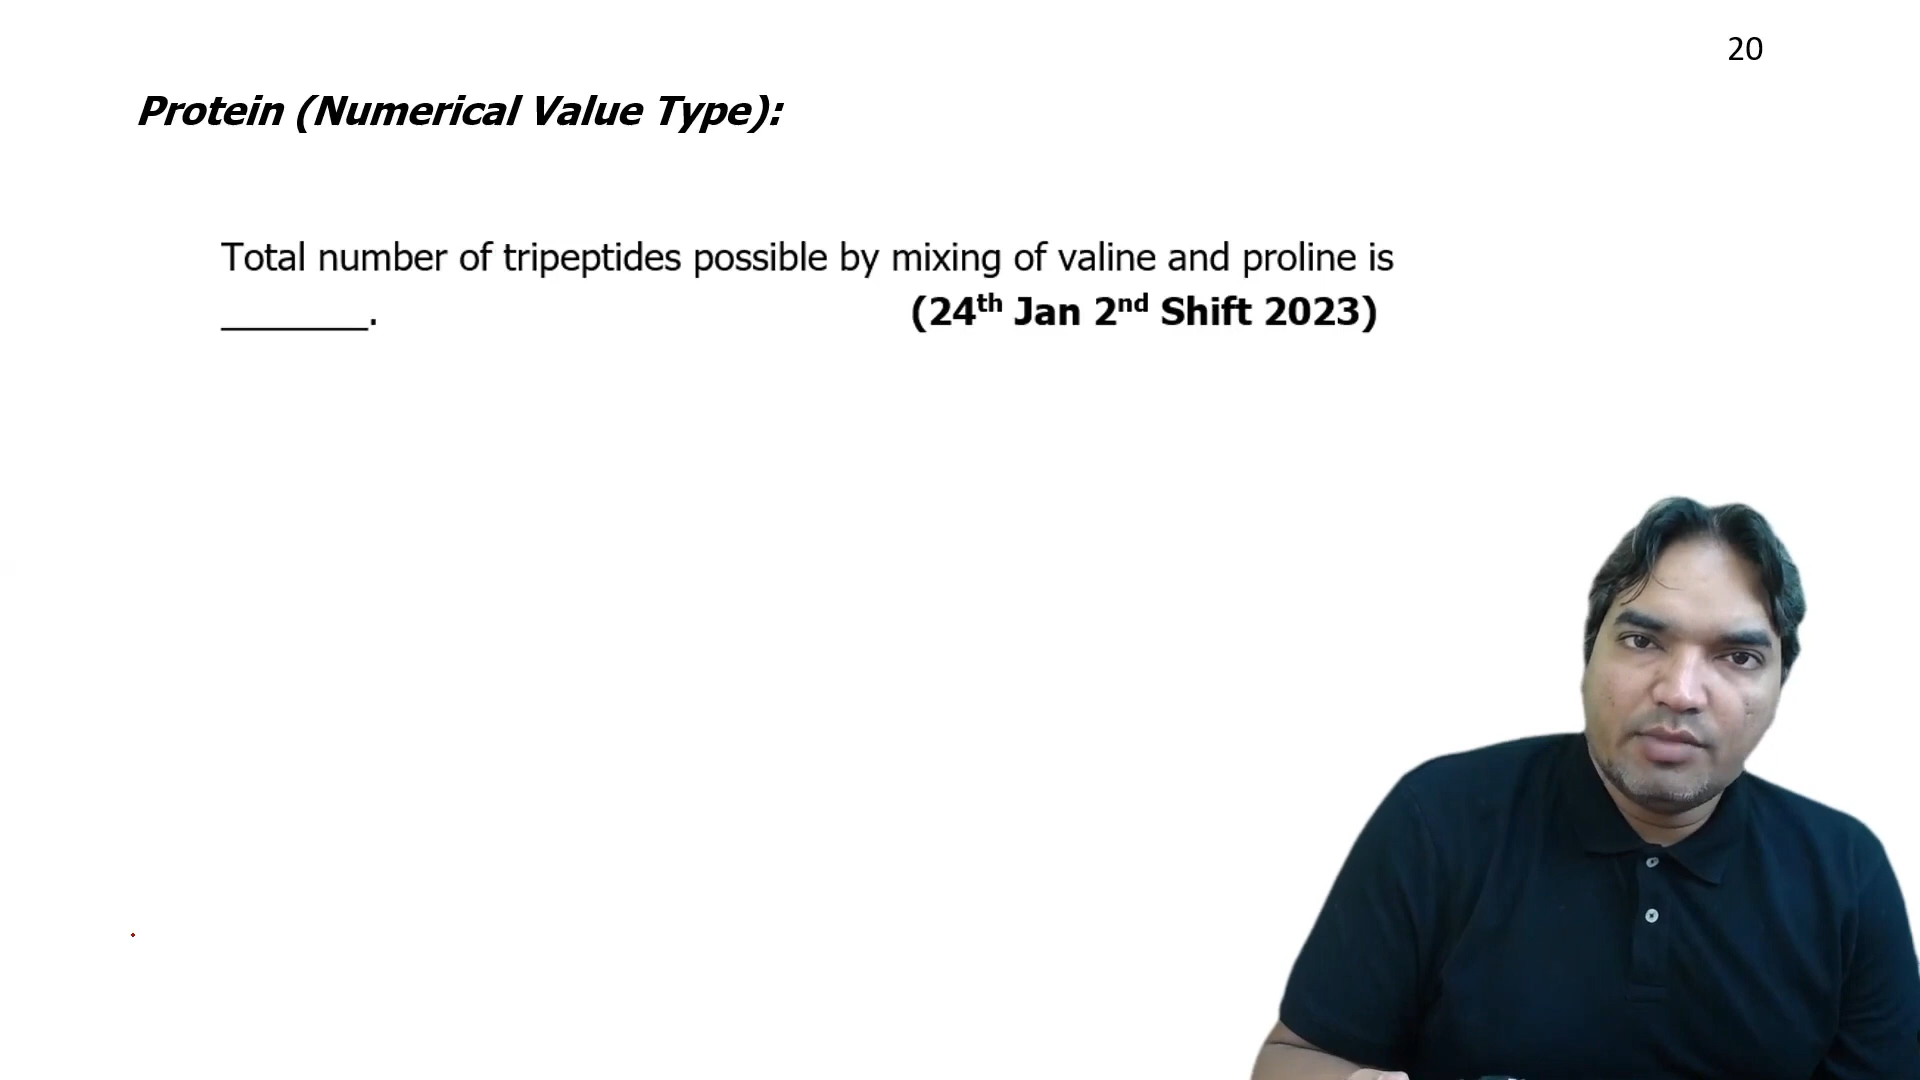 20
Protein (Numerical Value Type):
Total number of tripeptides possible by mixing of valine and proline is
_______.
(24th Jan 2nd Shift 2023)